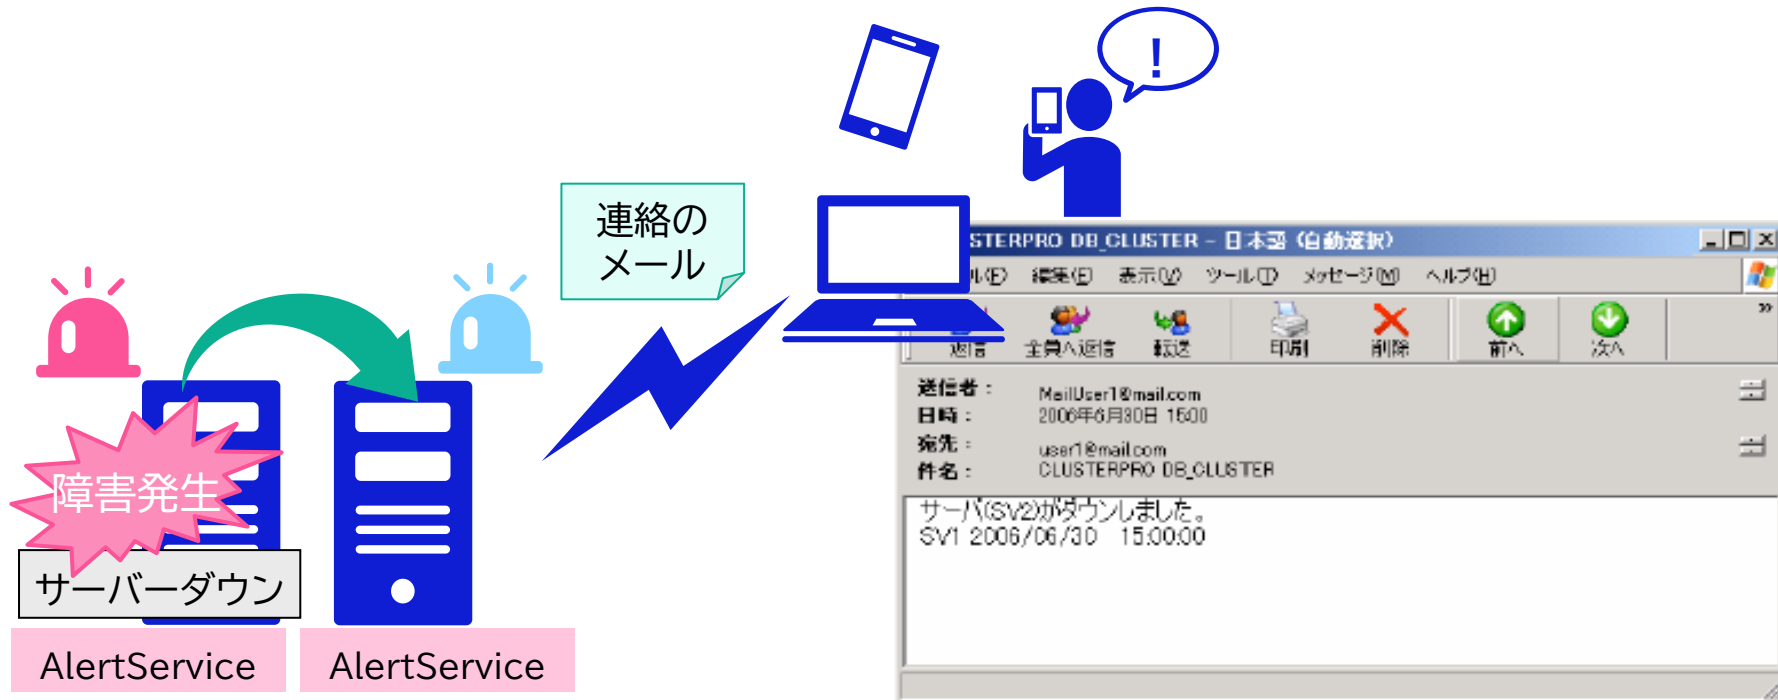 !
連絡の
メール
障害発生
サーバーダウン
AlertService
AlertService
STERPRO DB_CLUSTER - 日本語 (自動選択)
ル(F) 編集(E) 表示(V) ツール(T) メッセージ(M) ヘルプ(H)
返信 全員へ返信 転送 印刷 削除 前へ 次へ
送信者: MailUser1@mail.com
日時: 2006年6月30日 15:00
宛先: user1@mail.com
件名: CLUSTERPRO DB_CLUSTER
サーバ(SV2)がダウンしました。
SV1 2006/06/30 15:00:00